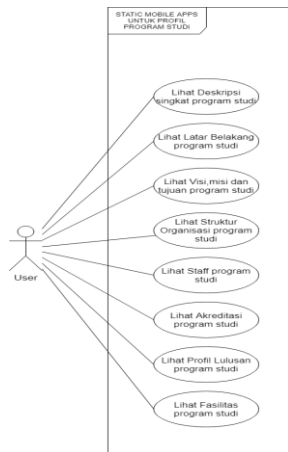 STATIC MOBILE APPS
UNTUK PROFIL
PROGRAM STUDI
Lihat Deskripsi
singkat program studi
Lihat Latar Belakang
program studi
Lihat Visi,misi dan
tujuan program studi
Lihat Struktur
Organisasi program
studi
User
Lihat Staff program
studi
Lihat Akreditasi
program studi
Lihat Profil Lulusan
program studi
Lihat Fasilitas
program studi